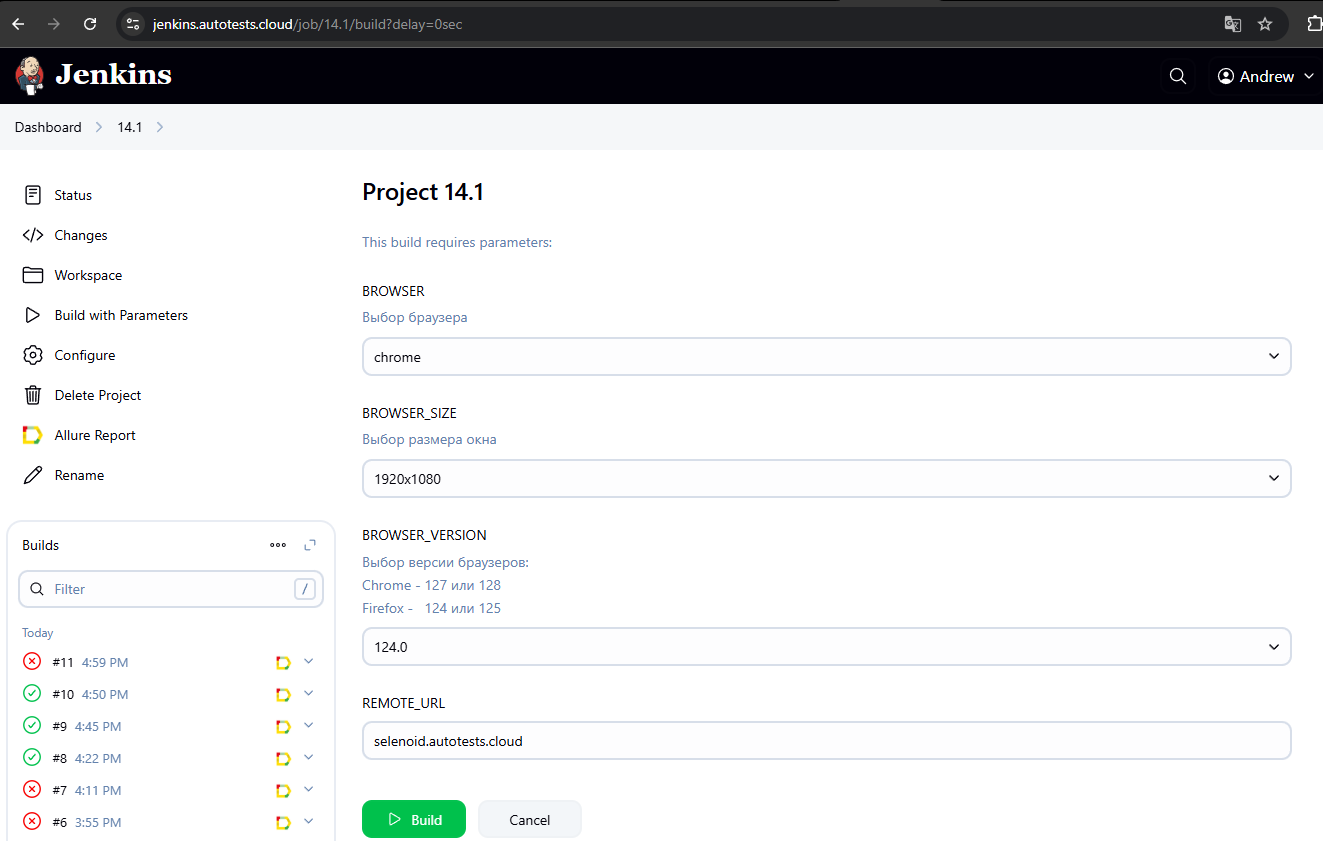 jenkins.autotests.cloud/job/14.1/build?delay=0sec
Jenkins
Andrew
Dashboard
14.1
Status
Changes
Workspace
Build with Parameters
Configure
Delete Project
Allure Report
Rename
Builds
Filter
/
Today
#11 4:59 PM
#10 4:50 PM
#9 4:45 PM
#8 4:22 PM
#7 4:11 PM
#6 3:55 PM
Project 14.1
This build requires parameters:
BROWSER
Выбор браузера
chrome
BROWSER_SIZE
Выбор размера окна
1920x1080
BROWSER_VERSION
Выбор версии браузеров:
Chrome - 127 или 128
Firefox - 124 или 125
124.0
REMOTE_URL
selenoid.autotests.cloud
Build
Cancel